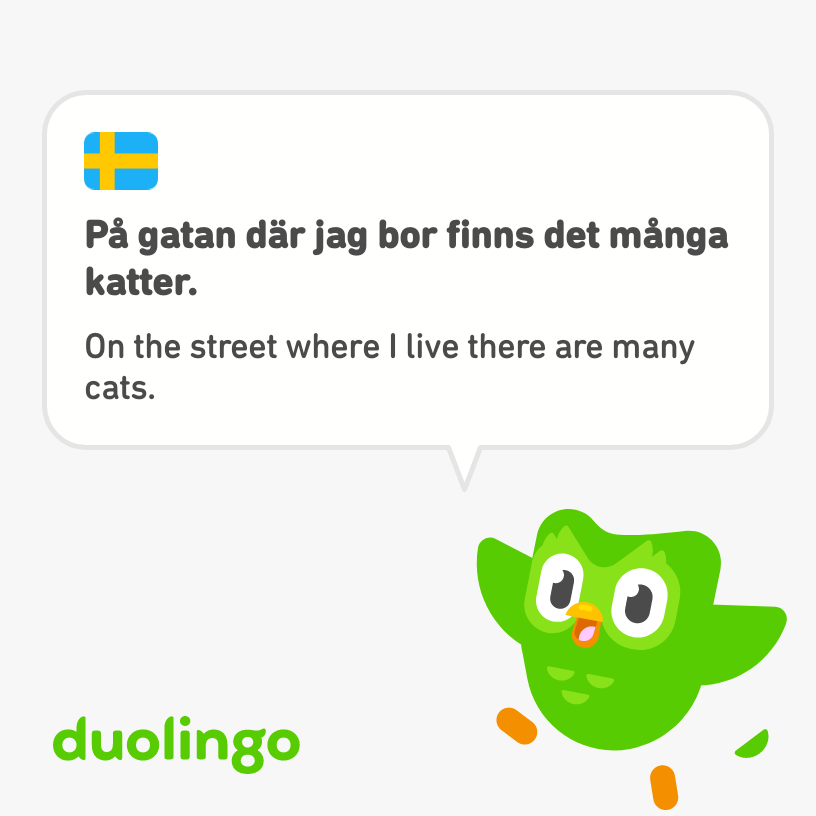 På gatan där jag bor finns det många
katter.
On the street where I live there are many
cats.
duolingo